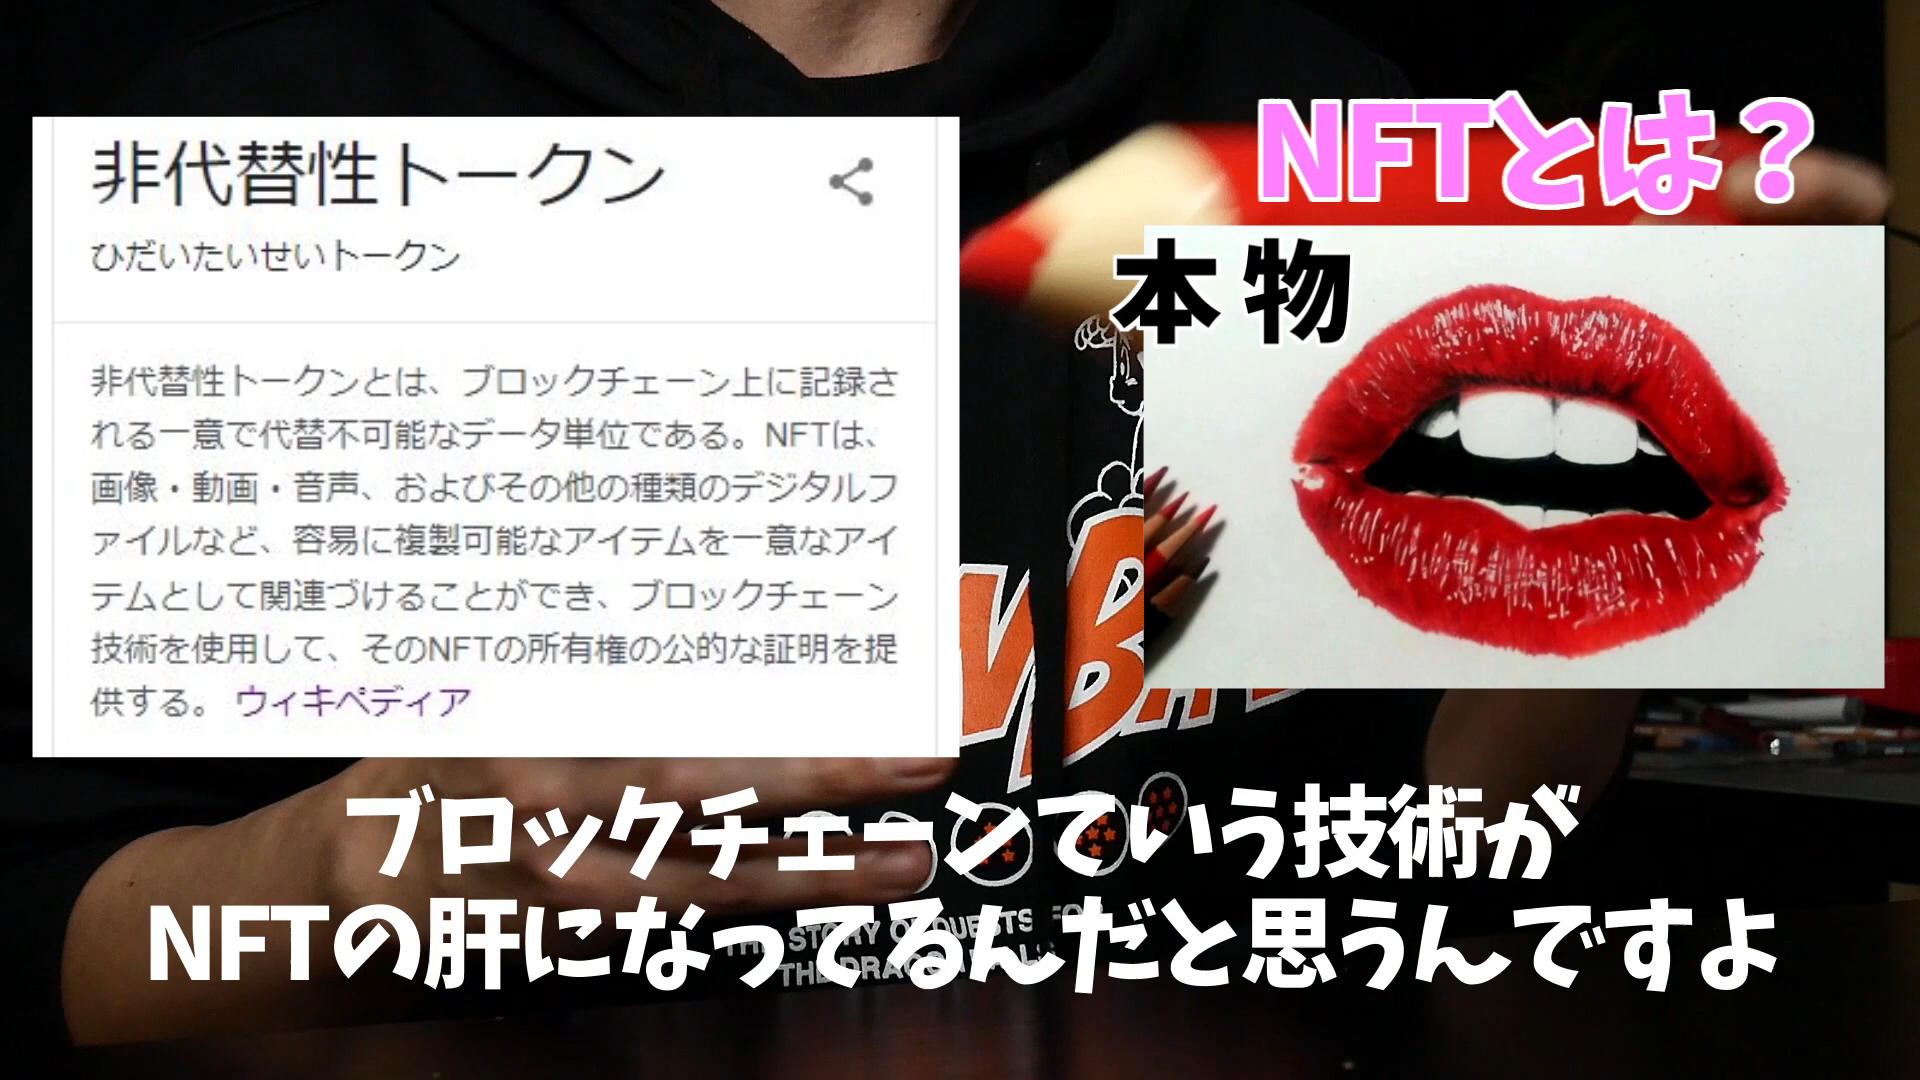 NFTとは？
非代替性トークン
ひだいたいせいトークン
非代替性トークンとは、ブロックチェーン上に記録さ
れる一意で代替不可能なデータ単位である。NFTは、
画像・動画・音声、およびその他の種類のデジタルフ
ァイルなど、容易に複製可能なアイテムを一意なアイ
テムとして関連づけることができ、ブロックチェーン
技術を使用して、そのNFTの所有権の公的な証明を提
供する。 ウィキペディア
本物
ブロックチェーンていう技術が
NFTの肝になってるんだと思うんですよ
THE STORY OF QUESTS FOR